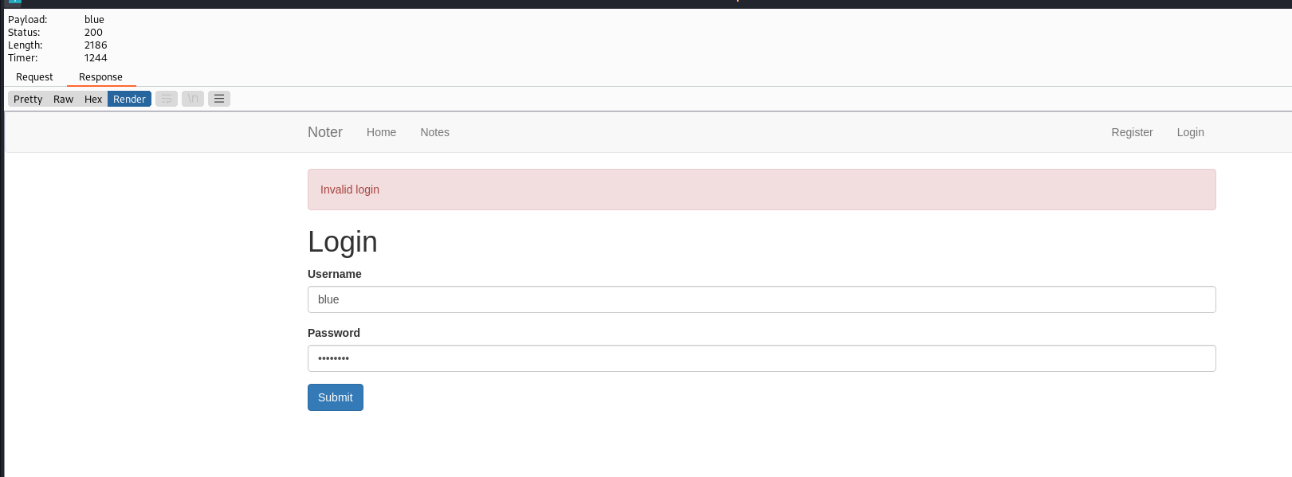 Payload: blue
Status: 200
Length: 2186
Timer: 1244
Request Response
Pretty Raw Hex Render \n
Noter Home Notes Register Login
Invalid login
Login
Username
blue
Password
••••••••
Submit